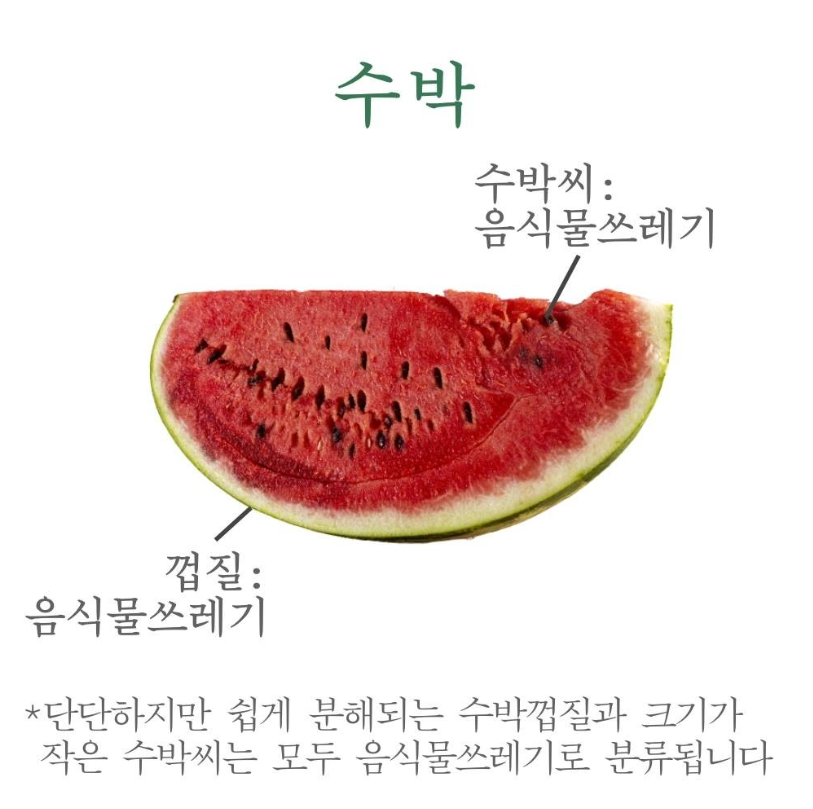 수박
수박씨:
음식물쓰레기
껍질:
음식물쓰레기
*단단하지만 쉽게 분해되는 수박껍질과 크기가
작은 수박씨는 모두 음식물쓰레기로 분류됩니다